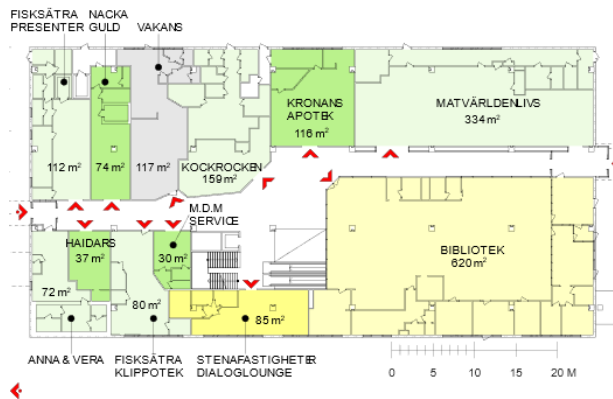 FISKSÄTRA
PRESENTER
NACKA
GULD
VAKANS
KRONANS
APOTEK
116 m²
MATVÄRLDENLIVS
334 m²
112 m²
74 m²
117 m²
KOCKROCKEN
159 m²
M.D.M
SERVICE
HAIDARS
37 m²
30 m²
BIBLIOTEK
620 m²
72 m²
80 m²
85 m²
ANNA & VERA
FISKSÄTRA
KLIPPOTEK
STENAFASTIGHETER
DIALOGLOUNGE
0 5 10 15 20 M